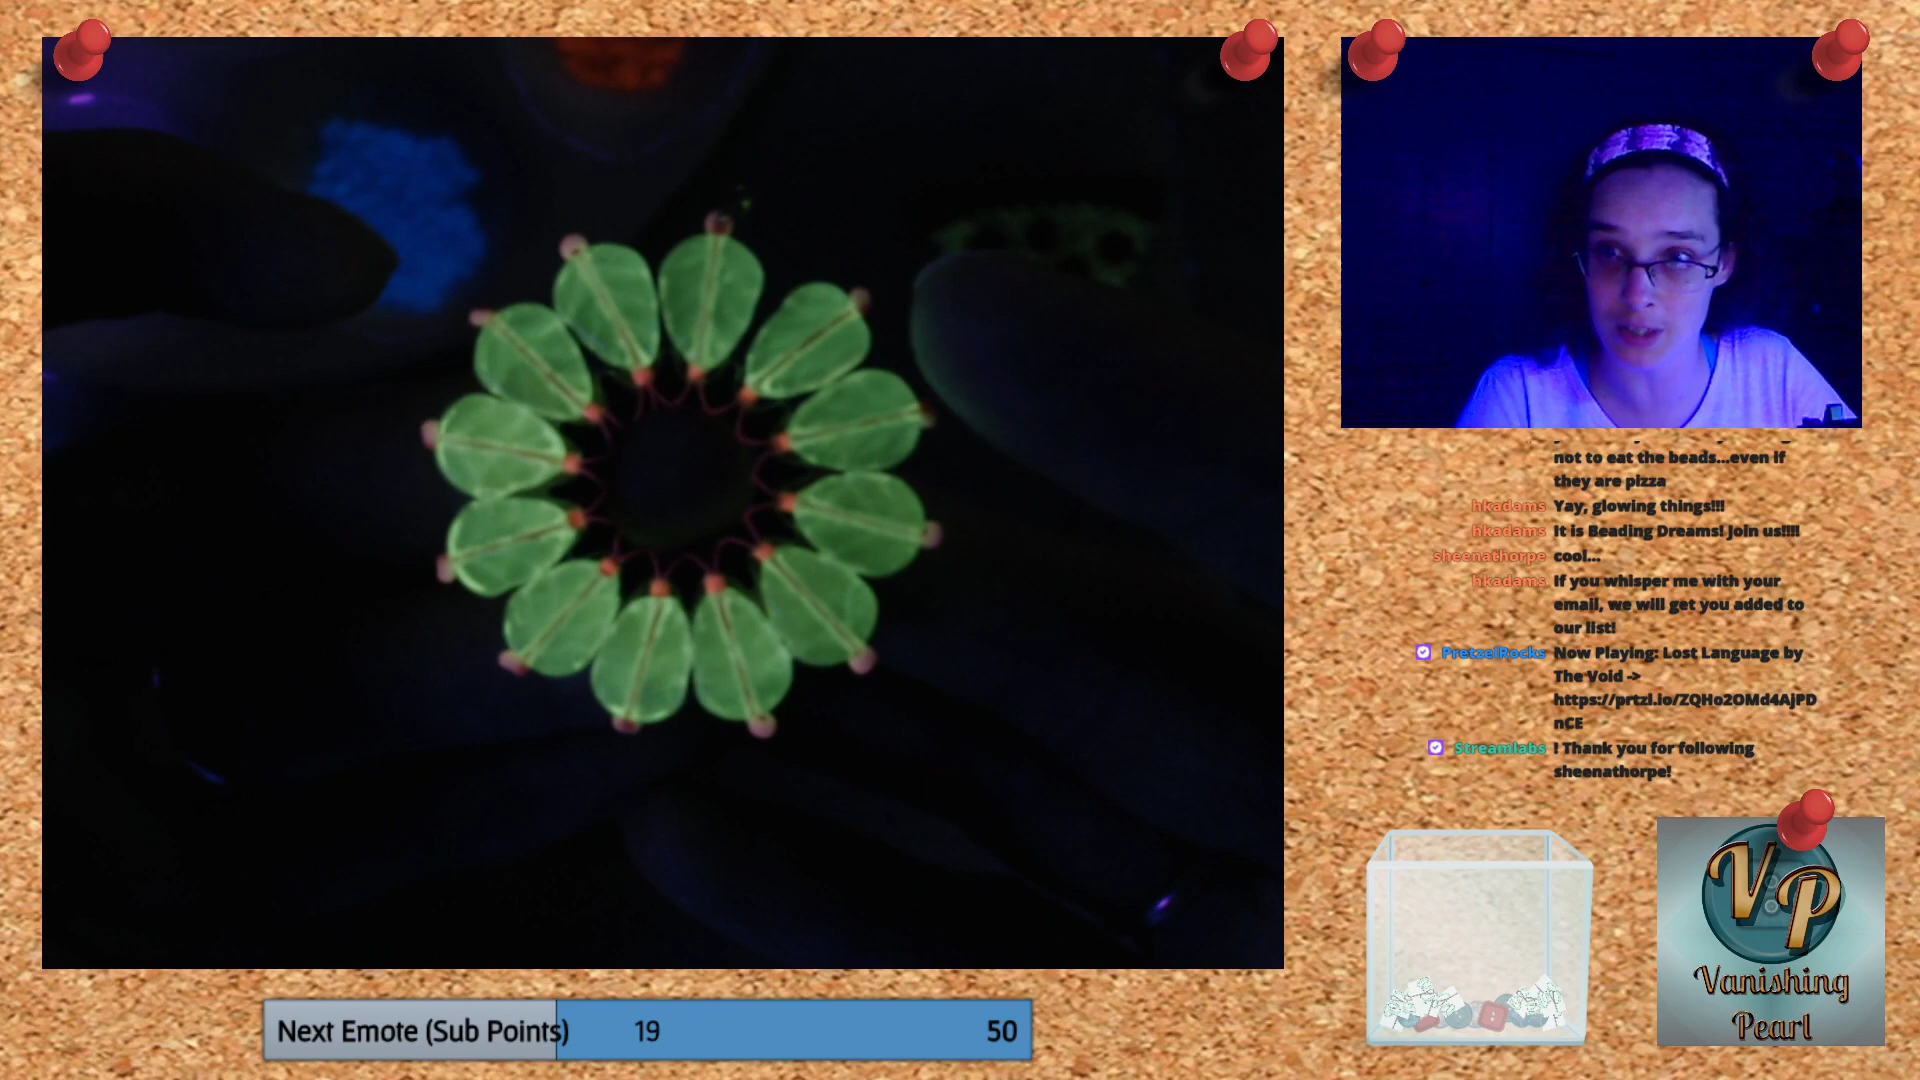 not to eat the beads...even if
they are pizza
hkadams Yay, glowing things!!!
hkadams It is Beading Dreams! Join us!!!!
sheenathorpe cool...
hkadams If you whisper me with your
email, we will get you added to
our list!
PretzelRocks Now Playing: Lost Language by
The Void ->
https://prtzl.io/ZQHo2OMd4AjPD
nCE
Streamlabs ! Thank you for following
sheenathorpe!
VP
Vanishing
Pearl
Next Emote (Sub Points) 19 50